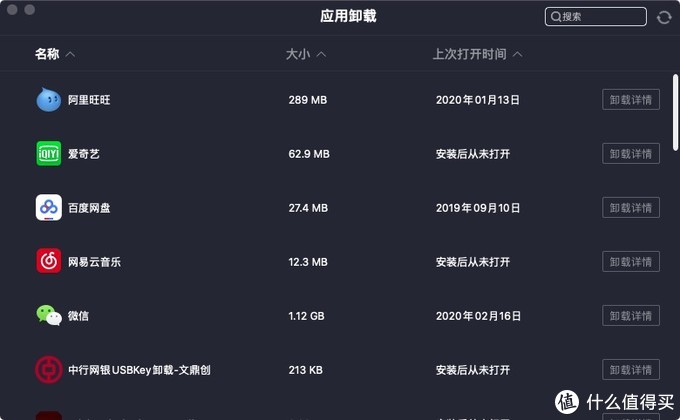 应用卸载
搜索
名称 大小 上次打开时间
阿里旺旺 289 MB 2020年01月13日 卸载详情
iQIYI 爱奇艺 62.9 MB 安装后从未打开 卸载详情
百度网盘 27.4 MB 2019年09月10日 卸载详情
网易云音乐 12.3 MB 安装后从未打开 卸载详情
微信 1.12 GB 2020年02月16日 卸载详情
中行网银USBKey卸载-文鼎创 213 KB 安装后从未打开 卸载详情
值 什么值得买